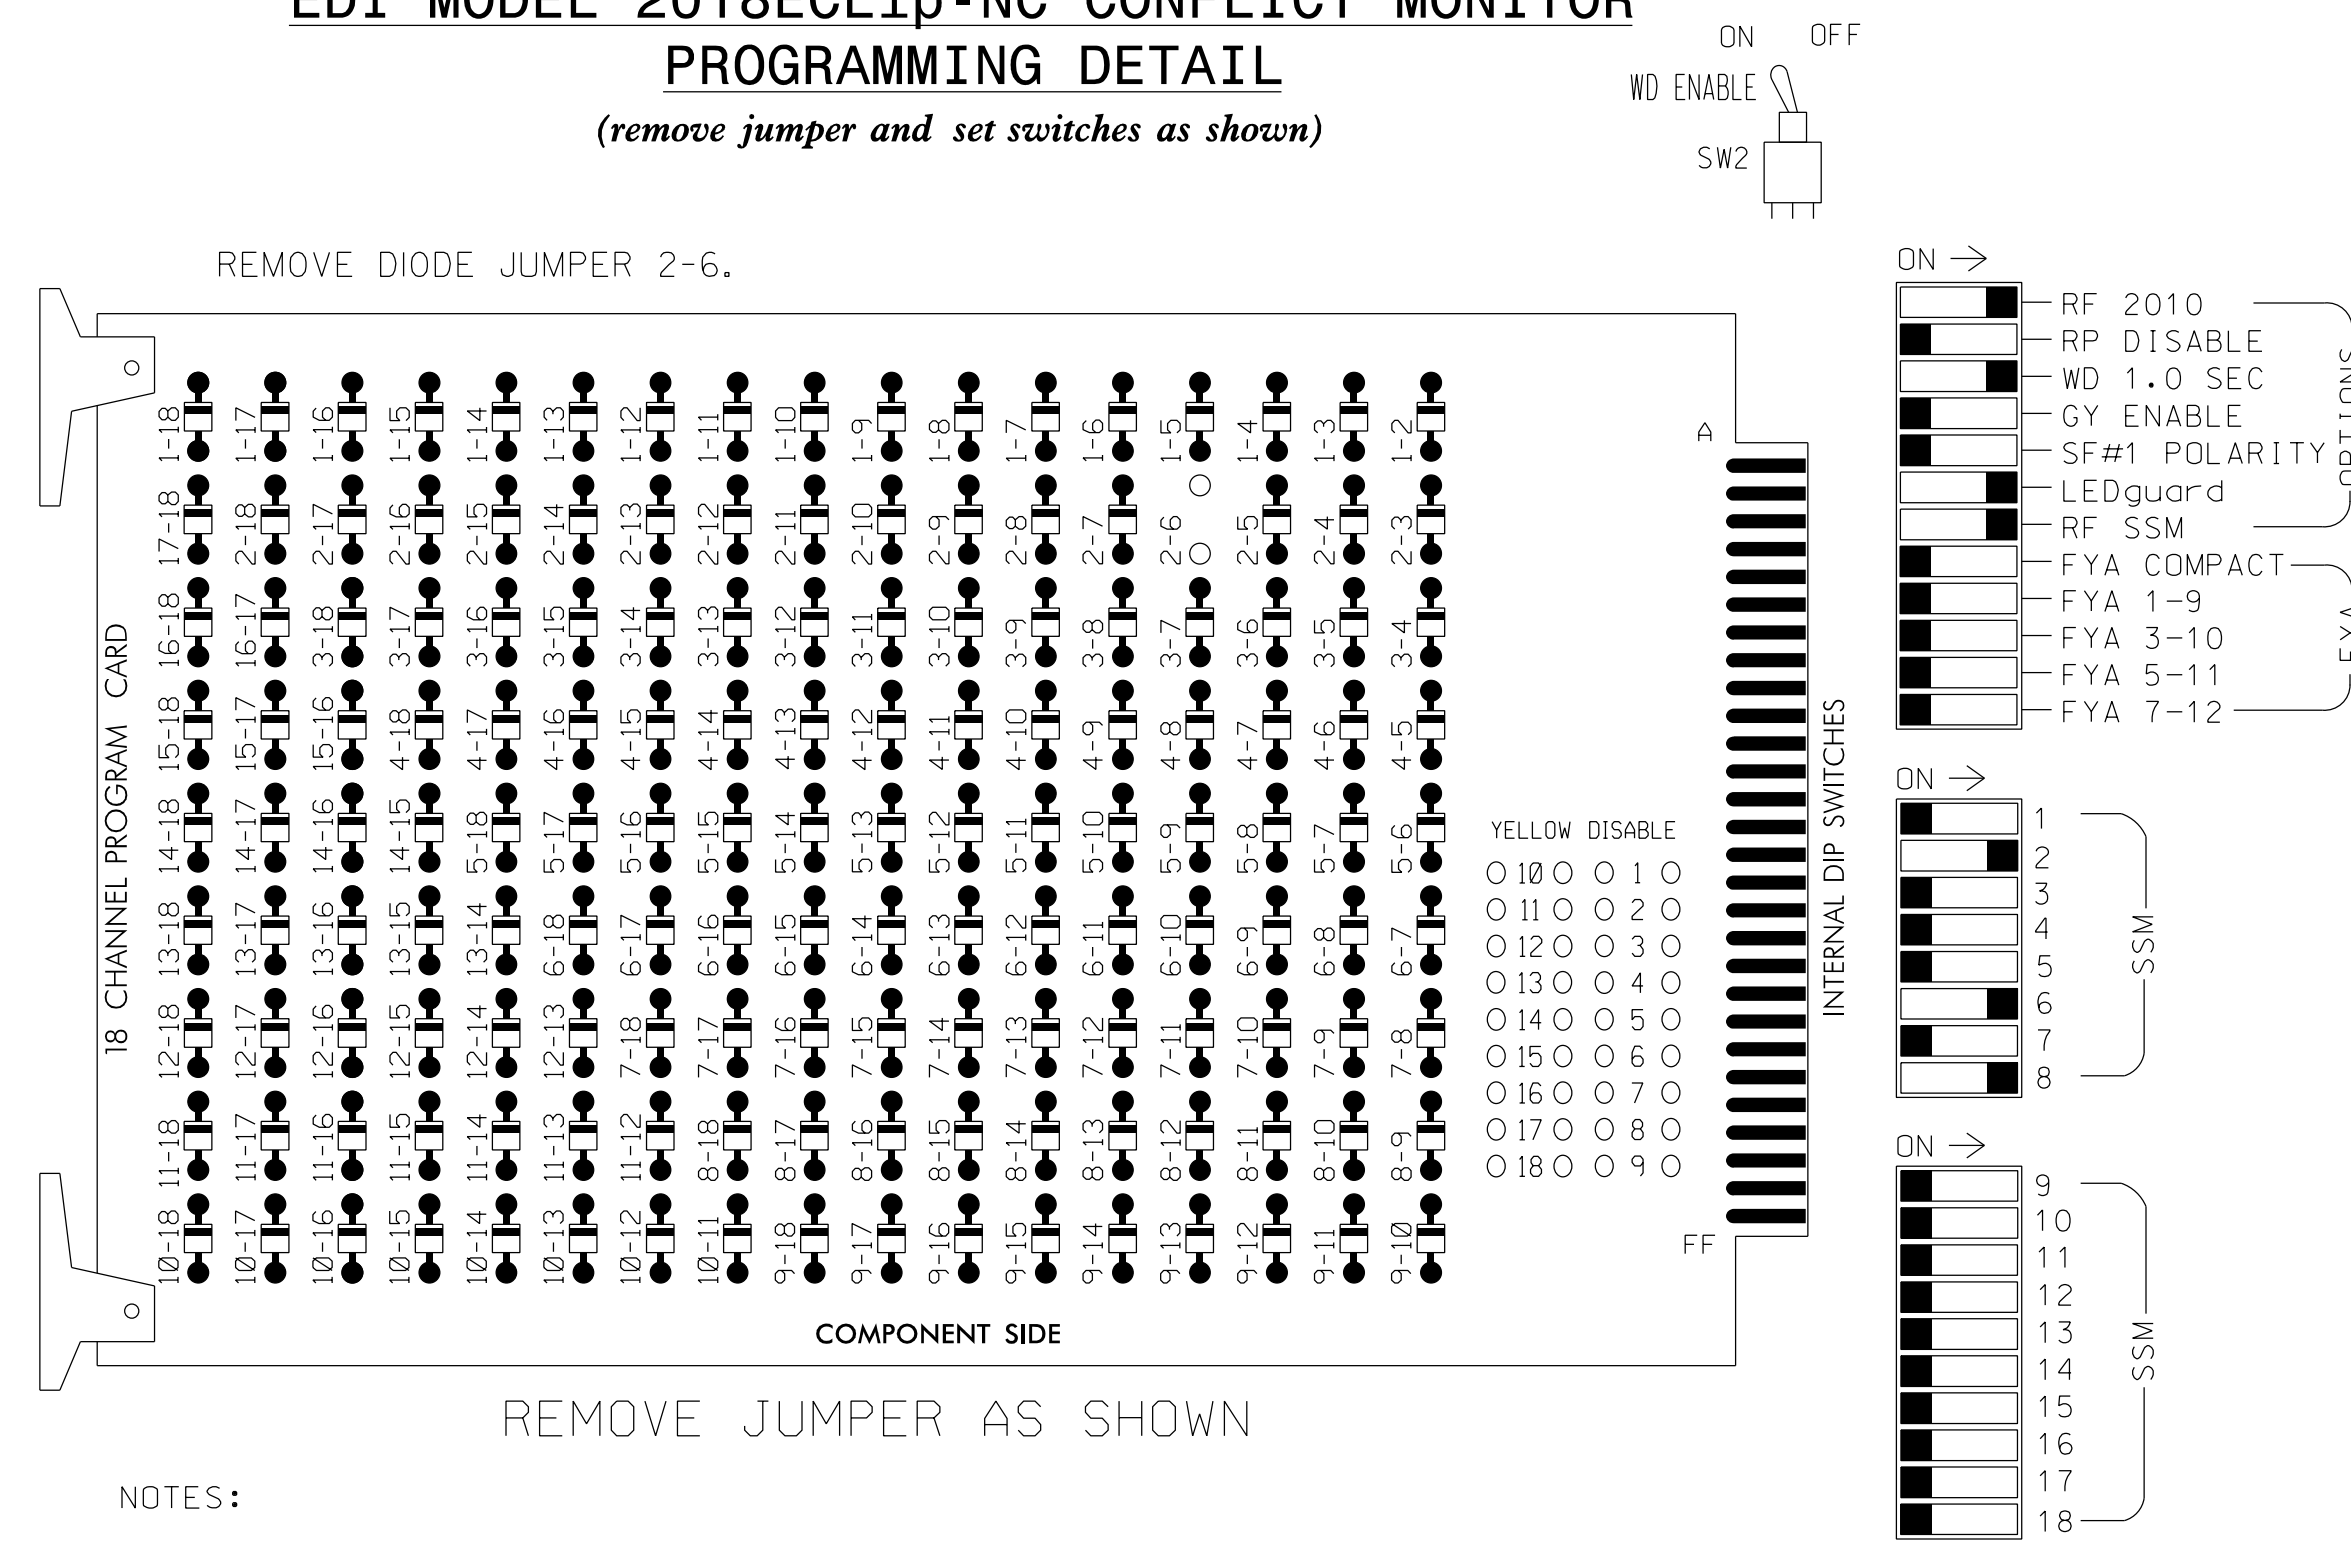 EDI MODEL 2018ECLip-NC CONFLICT MONITOR
PROGRAMMING DETAIL
(remove jumper and set switches as shown)
ON OFF
WD ENABLE
SW2
REMOVE DIODE JUMPER 2-6.
1-18 1-17 1-16 1-15 1-14 1-13 1-12 1-11 1-10 1-9 1-8 1-7 1-6 1-5 1-4 1-3 1-2
17-18 2-18 2-17 2-16 2-15 2-14 2-13 2-12 2-11 2-10 2-9 2-8 2-7 2-6 2-5 2-4 2-3
16-18 16-17 3-18 3-17 3-16 3-15 3-14 3-13 3-12 3-11 3-10 3-9 3-8 3-7 3-6 3-5 3-4
15-18 15-17 15-16 4-18 4-17 4-16 4-15 4-14 4-13 4-12 4-11 4-10 4-9 4-8 4-7 4-6 4-5
14-18 14-17 14-16 14-15 5-18 5-17 5-16 5-15 5-14 5-13 5-12 5-11 5-10 5-9 5-8 5-7 5-6
13-18 13-17 13-16 13-15 13-14 6-18 6-17 6-16 6-15 6-14 6-13 6-12 6-11 6-10 6-9 6-8 6-7
12-18 12-17 12-16 12-15 12-14 12-13 7-18 7-17 7-16 7-15 7-14 7-13 7-12 7-11 7-10 7-9 7-8
11-18 11-17 11-16 11-15 11-14 11-13 11-12 8-18 8-17 8-16 8-15 8-14 8-13 8-12 8-11 8-10 8-9
10-18 10-17 10-16 10-15 10-14 10-13 10-12 10-11 9-18 9-17 9-16 9-15 9-14 9-13 9-12 9-11 9-10
18 CHANNEL PROGRAM CARD
A
YELLOW DISABLE
10 1
11 2
12 3
13 4
14 5
15 6
16 7
17 8
18 9
FF
COMPONENT SIDE
INTERNAL DIP SWITCHES
ON →
RF 2010
RP DISABLE
WD 1.0 SEC
GY ENABLE
SF#1 POLARITY
LEDguard
RF SSM
OPTIONS
FYA COMPACT
FYA 1-9
FYA 3-10
FYA 5-11
FYA 7-12
FYA
ON →
1
2
3
4
5
6
7
8
SSM
ON →
9
10
11
12
13
14
15
16
17
18
SSM
REMOVE JUMPER AS SHOWN
NOTES: